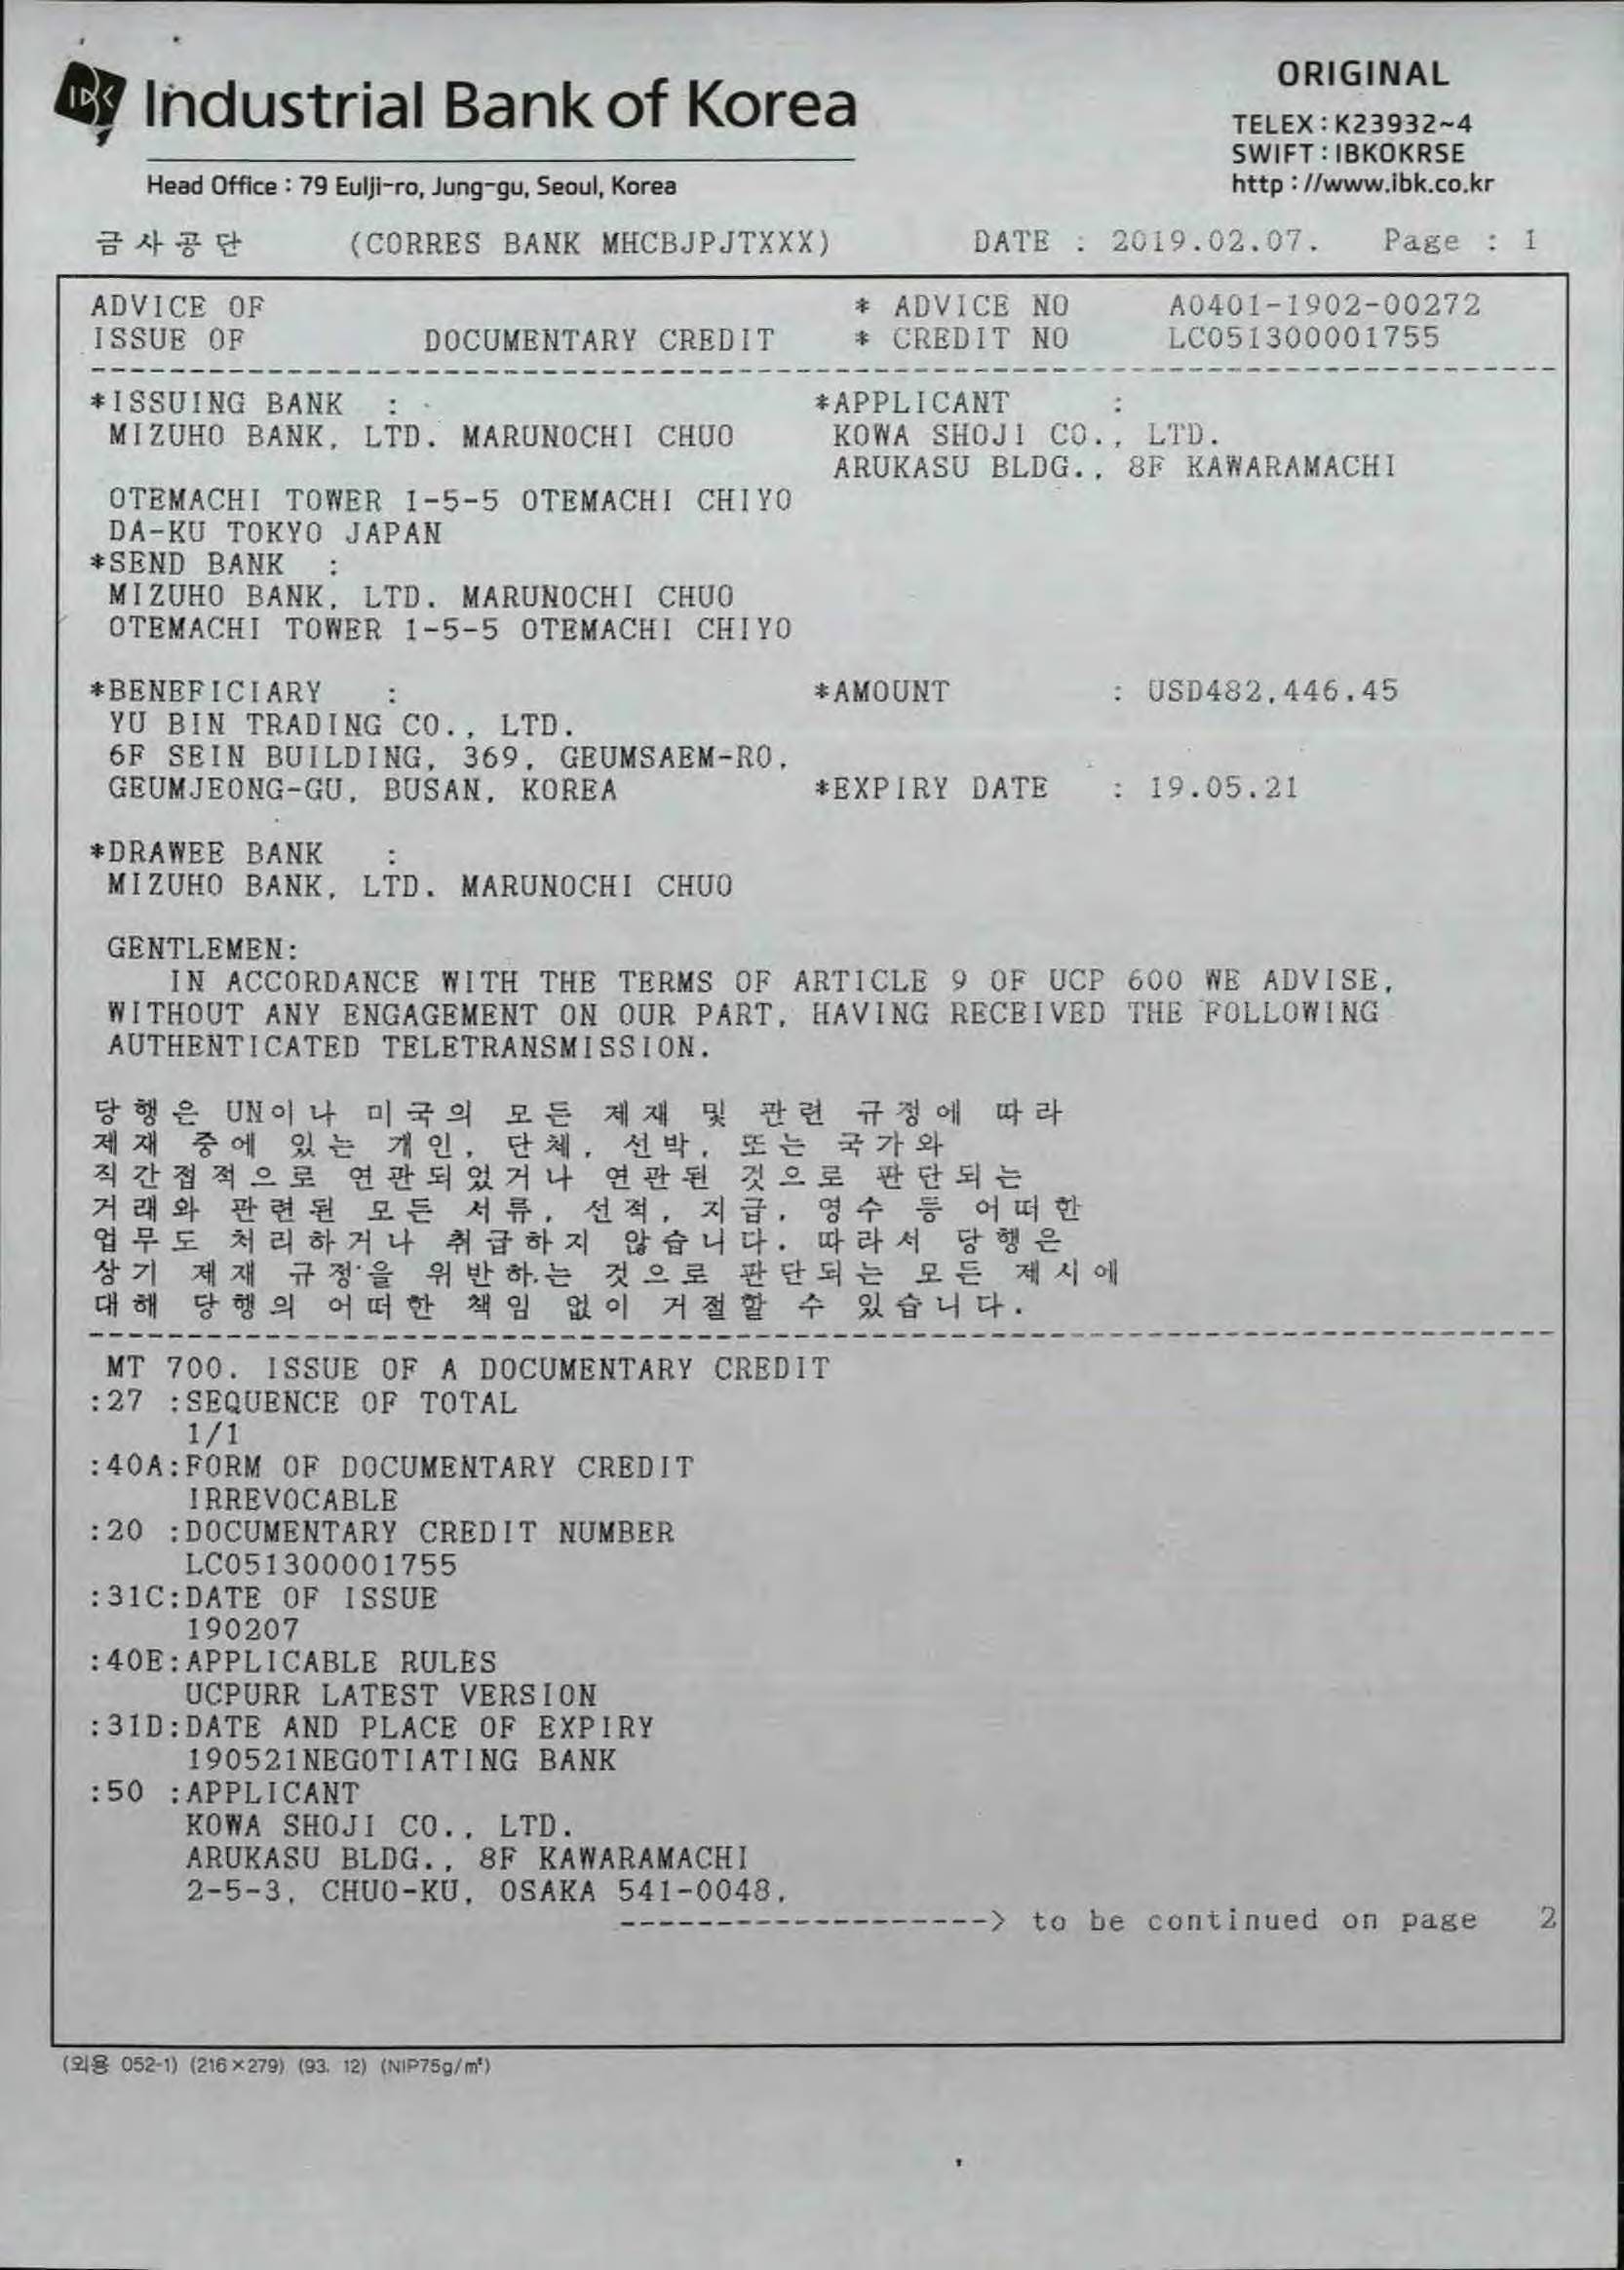 IBK Industrial Bank of Korea
ORIGINAL
TELEX : K23932~4
SWIFT : IBKOKRSE
http : //www.ibk.co.kr
Head Office : 79 Eulji-ro, Jung-gu, Seoul, Korea
금사공단 (CORRES BANK MHCBJPJTXXX) DATE : 2019.02.07. Page : 1
ADVICE OF * ADVICE NO A0401-1902-00272
ISSUE OF DOCUMENTARY CREDIT * CREDIT NO LC051300001755
*ISSUING BANK : *APPLICANT :
MIZUHO BANK, LTD. MARUNOCHI CHUO KOWA SHOJI CO., LTD.
ARUKASU BLDG., 8F KAWARAMACHI
OTEMACHI TOWER 1-5-5 OTEMACHI CHIYO
DA-KU TOKYO JAPAN
*SEND BANK :
MIZUHO BANK, LTD. MARUNOCHI CHUO
OTEMACHI TOWER 1-5-5 OTEMACHI CHIYO
*BENEFICIARY : *AMOUNT : USD482,446.45
YU BIN TRADING CO., LTD.
6F SEIN BUILDING, 369, GEUMSAEM-RO,
GEUMJEONG-GU, BUSAN, KOREA *EXPIRY DATE : 19.05.21
*DRAWEE BANK :
MIZUHO BANK, LTD. MARUNOCHI CHUO
GENTLEMEN:
IN ACCORDANCE WITH THE TERMS OF ARTICLE 9 OF UCP 600 WE ADVISE,
WITHOUT ANY ENGAGEMENT ON OUR PART, HAVING RECEIVED THE FOLLOWING
AUTHENTICATED TELETRANSMISSION.
당행은 UN이나 미국의 모든 제재 및 관련 규정에 따라
제재 중에 있는 개인, 단체, 선박, 또는 국가와
직간접적으로 연관되었거나 연관된 것으로 판단되는
거래와 관련된 모든 서류, 선적, 지급, 영수 등 어떠한
업무도 처리하거나 취급하지 않습니다. 따라서 당행은
상기 제재 규정을 위반하는 것으로 판단되는 모든 제시에
대해 당행의 어떠한 책임 없이 거절할 수 있습니다.
MT 700. ISSUE OF A DOCUMENTARY CREDIT
:27 :SEQUENCE OF TOTAL
1/1
:40A:FORM OF DOCUMENTARY CREDIT
IRREVOCABLE
:20 :DOCUMENTARY CREDIT NUMBER
LC051300001755
:31C:DATE OF ISSUE
190207
:40E:APPLICABLE RULES
UCPURR LATEST VERSION
:31D:DATE AND PLACE OF EXPIRY
190521NEGOTIATING BANK
:50 :APPLICANT
KOWA SHOJI CO., LTD.
ARUKASU BLDG., 8F KAWARAMACHI
2-5-3, CHUO-KU, OSAKA 541-0048,
-------------------> to be continued on page 2
(외용 052-1) (216×279) (93. 12) (NIP75g/m²)